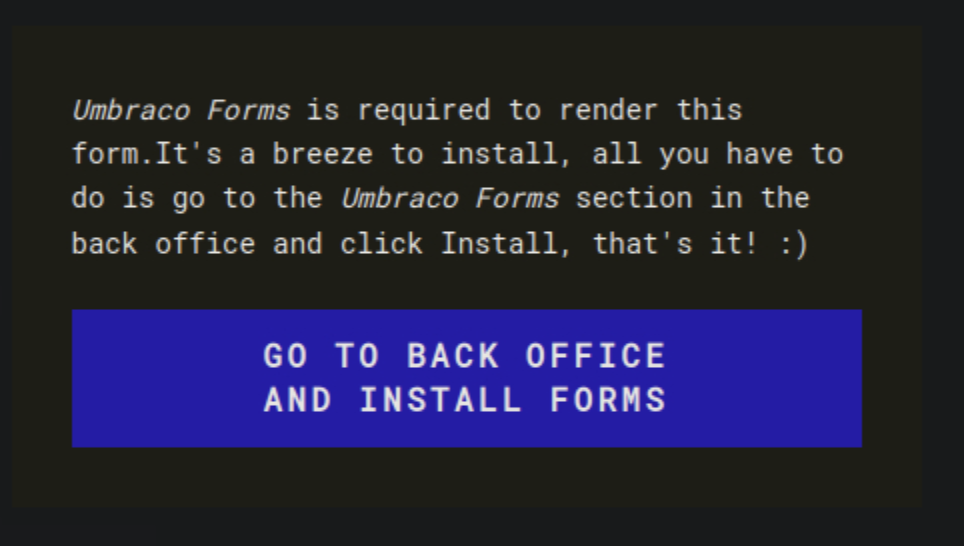 Umbraco Forms is required to render this
form.It's a breeze to install, all you have to
do is go to the Umbraco Forms section in the
back office and click Install, that's it! :)
GO TO BACK OFFICE
AND INSTALL FORMS